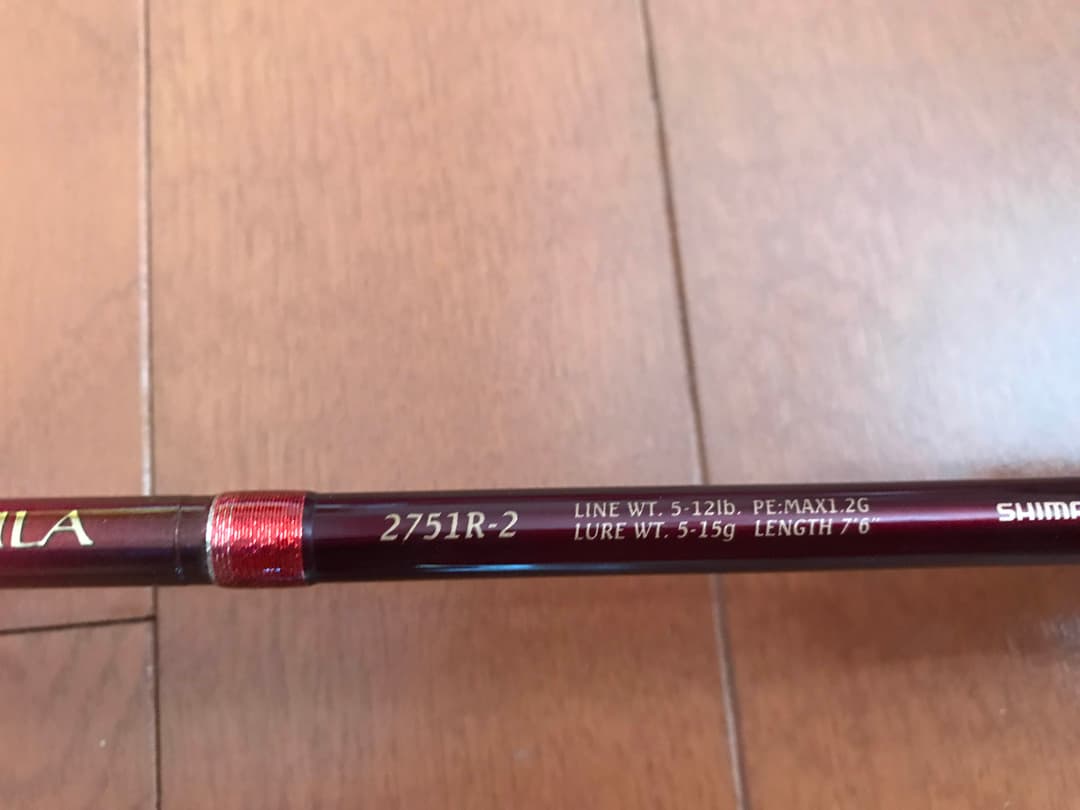 ILA
2751R-2
LINE WT. 5-12lb. PE:MAX1.2G
LURE WT. 5-15g LENGTH 7'6"
SHIMA